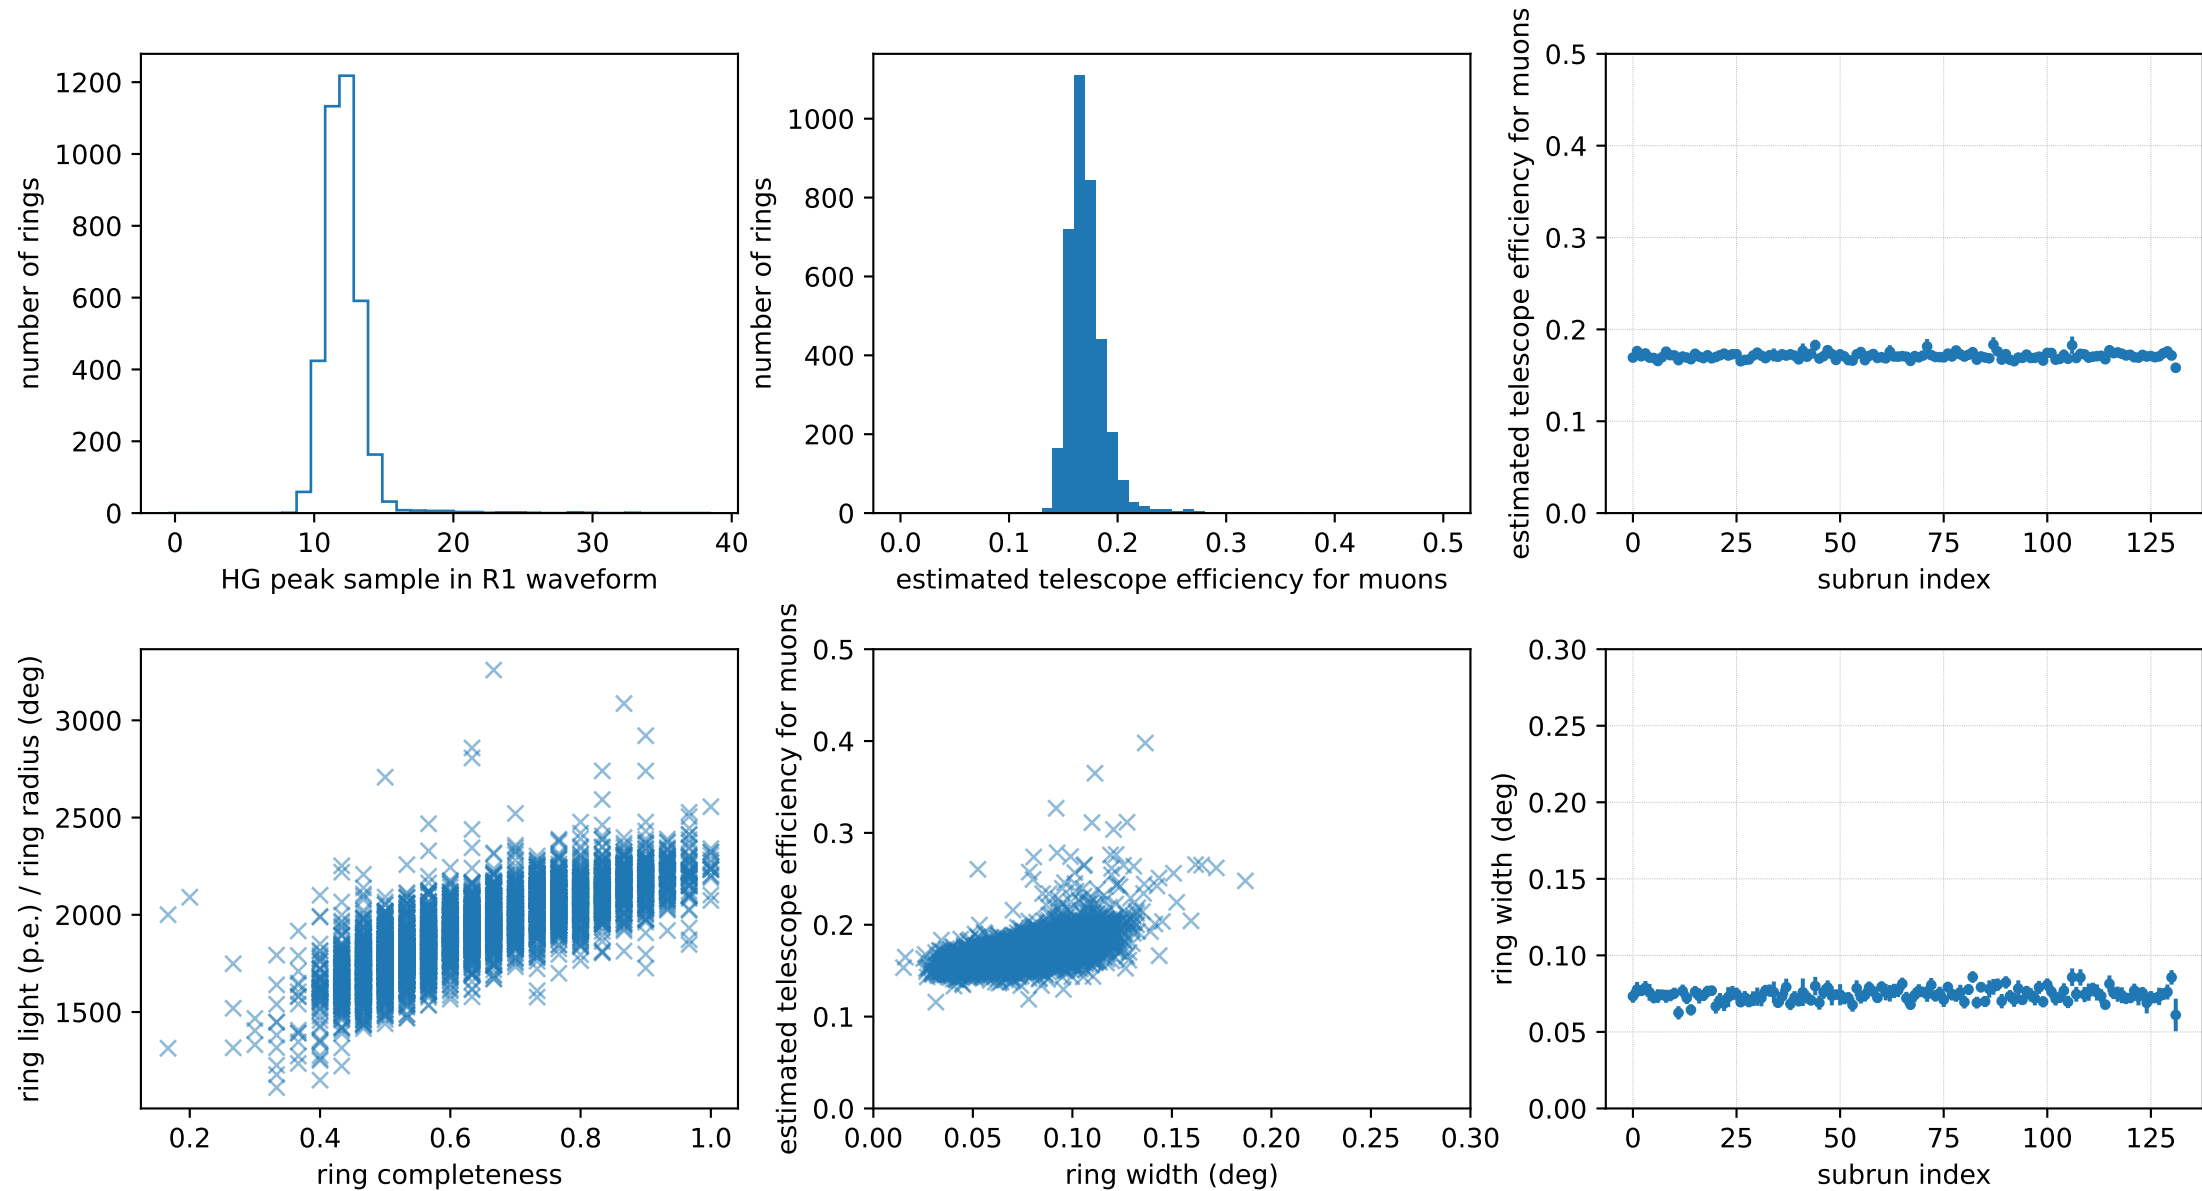 number of rings
1200
1000
800
600
400
200
0
0 10 20 30 40
HG peak sample in R1 waveform
number of rings
1000
800
600
400
200
0
0.0 0.1 0.2 0.3 0.4 0.5
estimated telescope efficiency for muons
estimated telescope efficiency for muons
0.5
0.4
0.3
0.2
0.1
0.0
0 25 50 75 100 125
subrun index
ring light (p.e.) / ring radius (deg)
3000
2500
2000
1500
0.2 0.4 0.6 0.8 1.0
ring completeness
estimated telescope efficiency for muons
0.5
0.4
0.3
0.2
0.1
0.0
0.00 0.05 0.10 0.15 0.20 0.25 0.30
ring width (deg)
ring width (deg)
0.30
0.25
0.20
0.15
0.10
0.05
0.00
0 25 50 75 100 125
subrun index